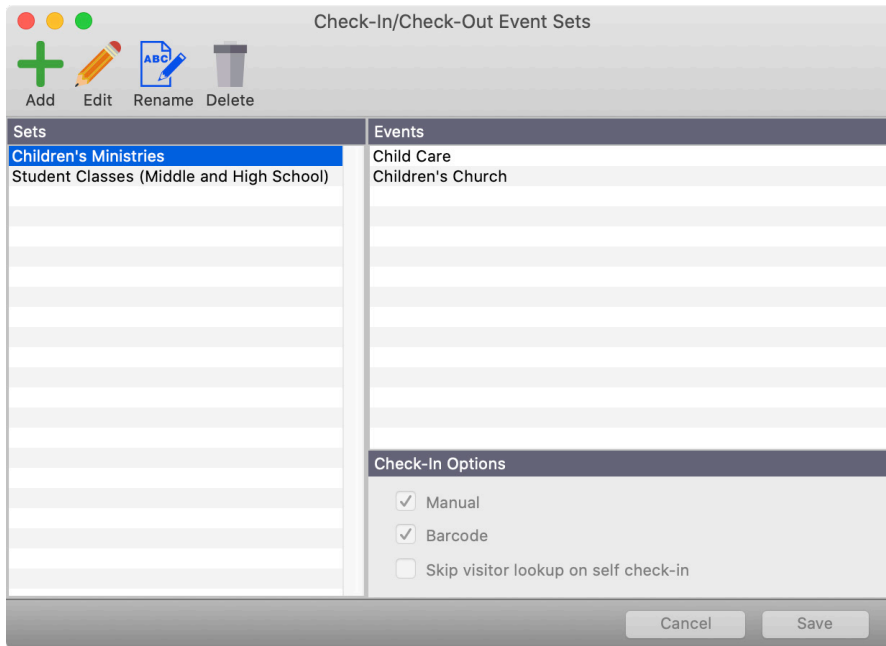 Check-In/Check-Out Event Sets
ABC
Add Edit Rename Delete
Sets
Children's Ministries
Student Classes (Middle and High School)
Events
Child Care
Children's Church
Check-In Options
Manual
Barcode
Skip visitor lookup on self check-in
Cancel Save